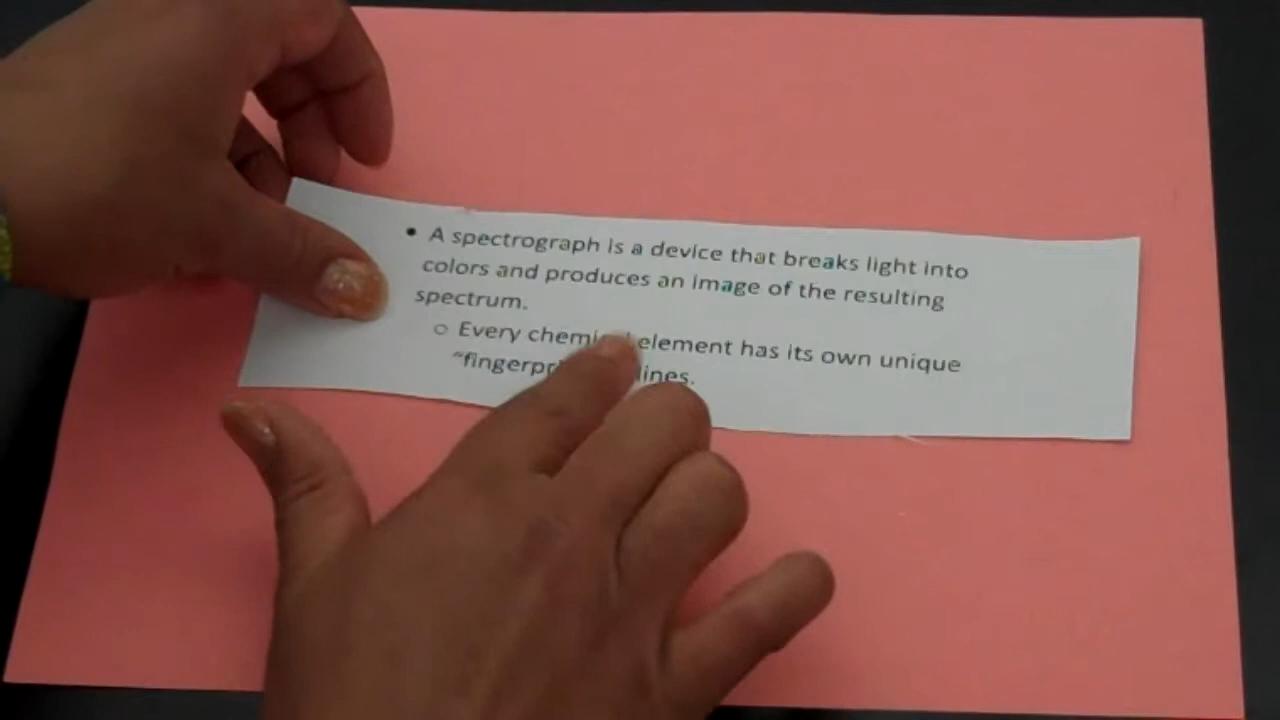 • A spectrograph is a device that breaks light into
colors and produces an image of the resulting
spectrum.
○ Every chemical element has its own unique
lines.